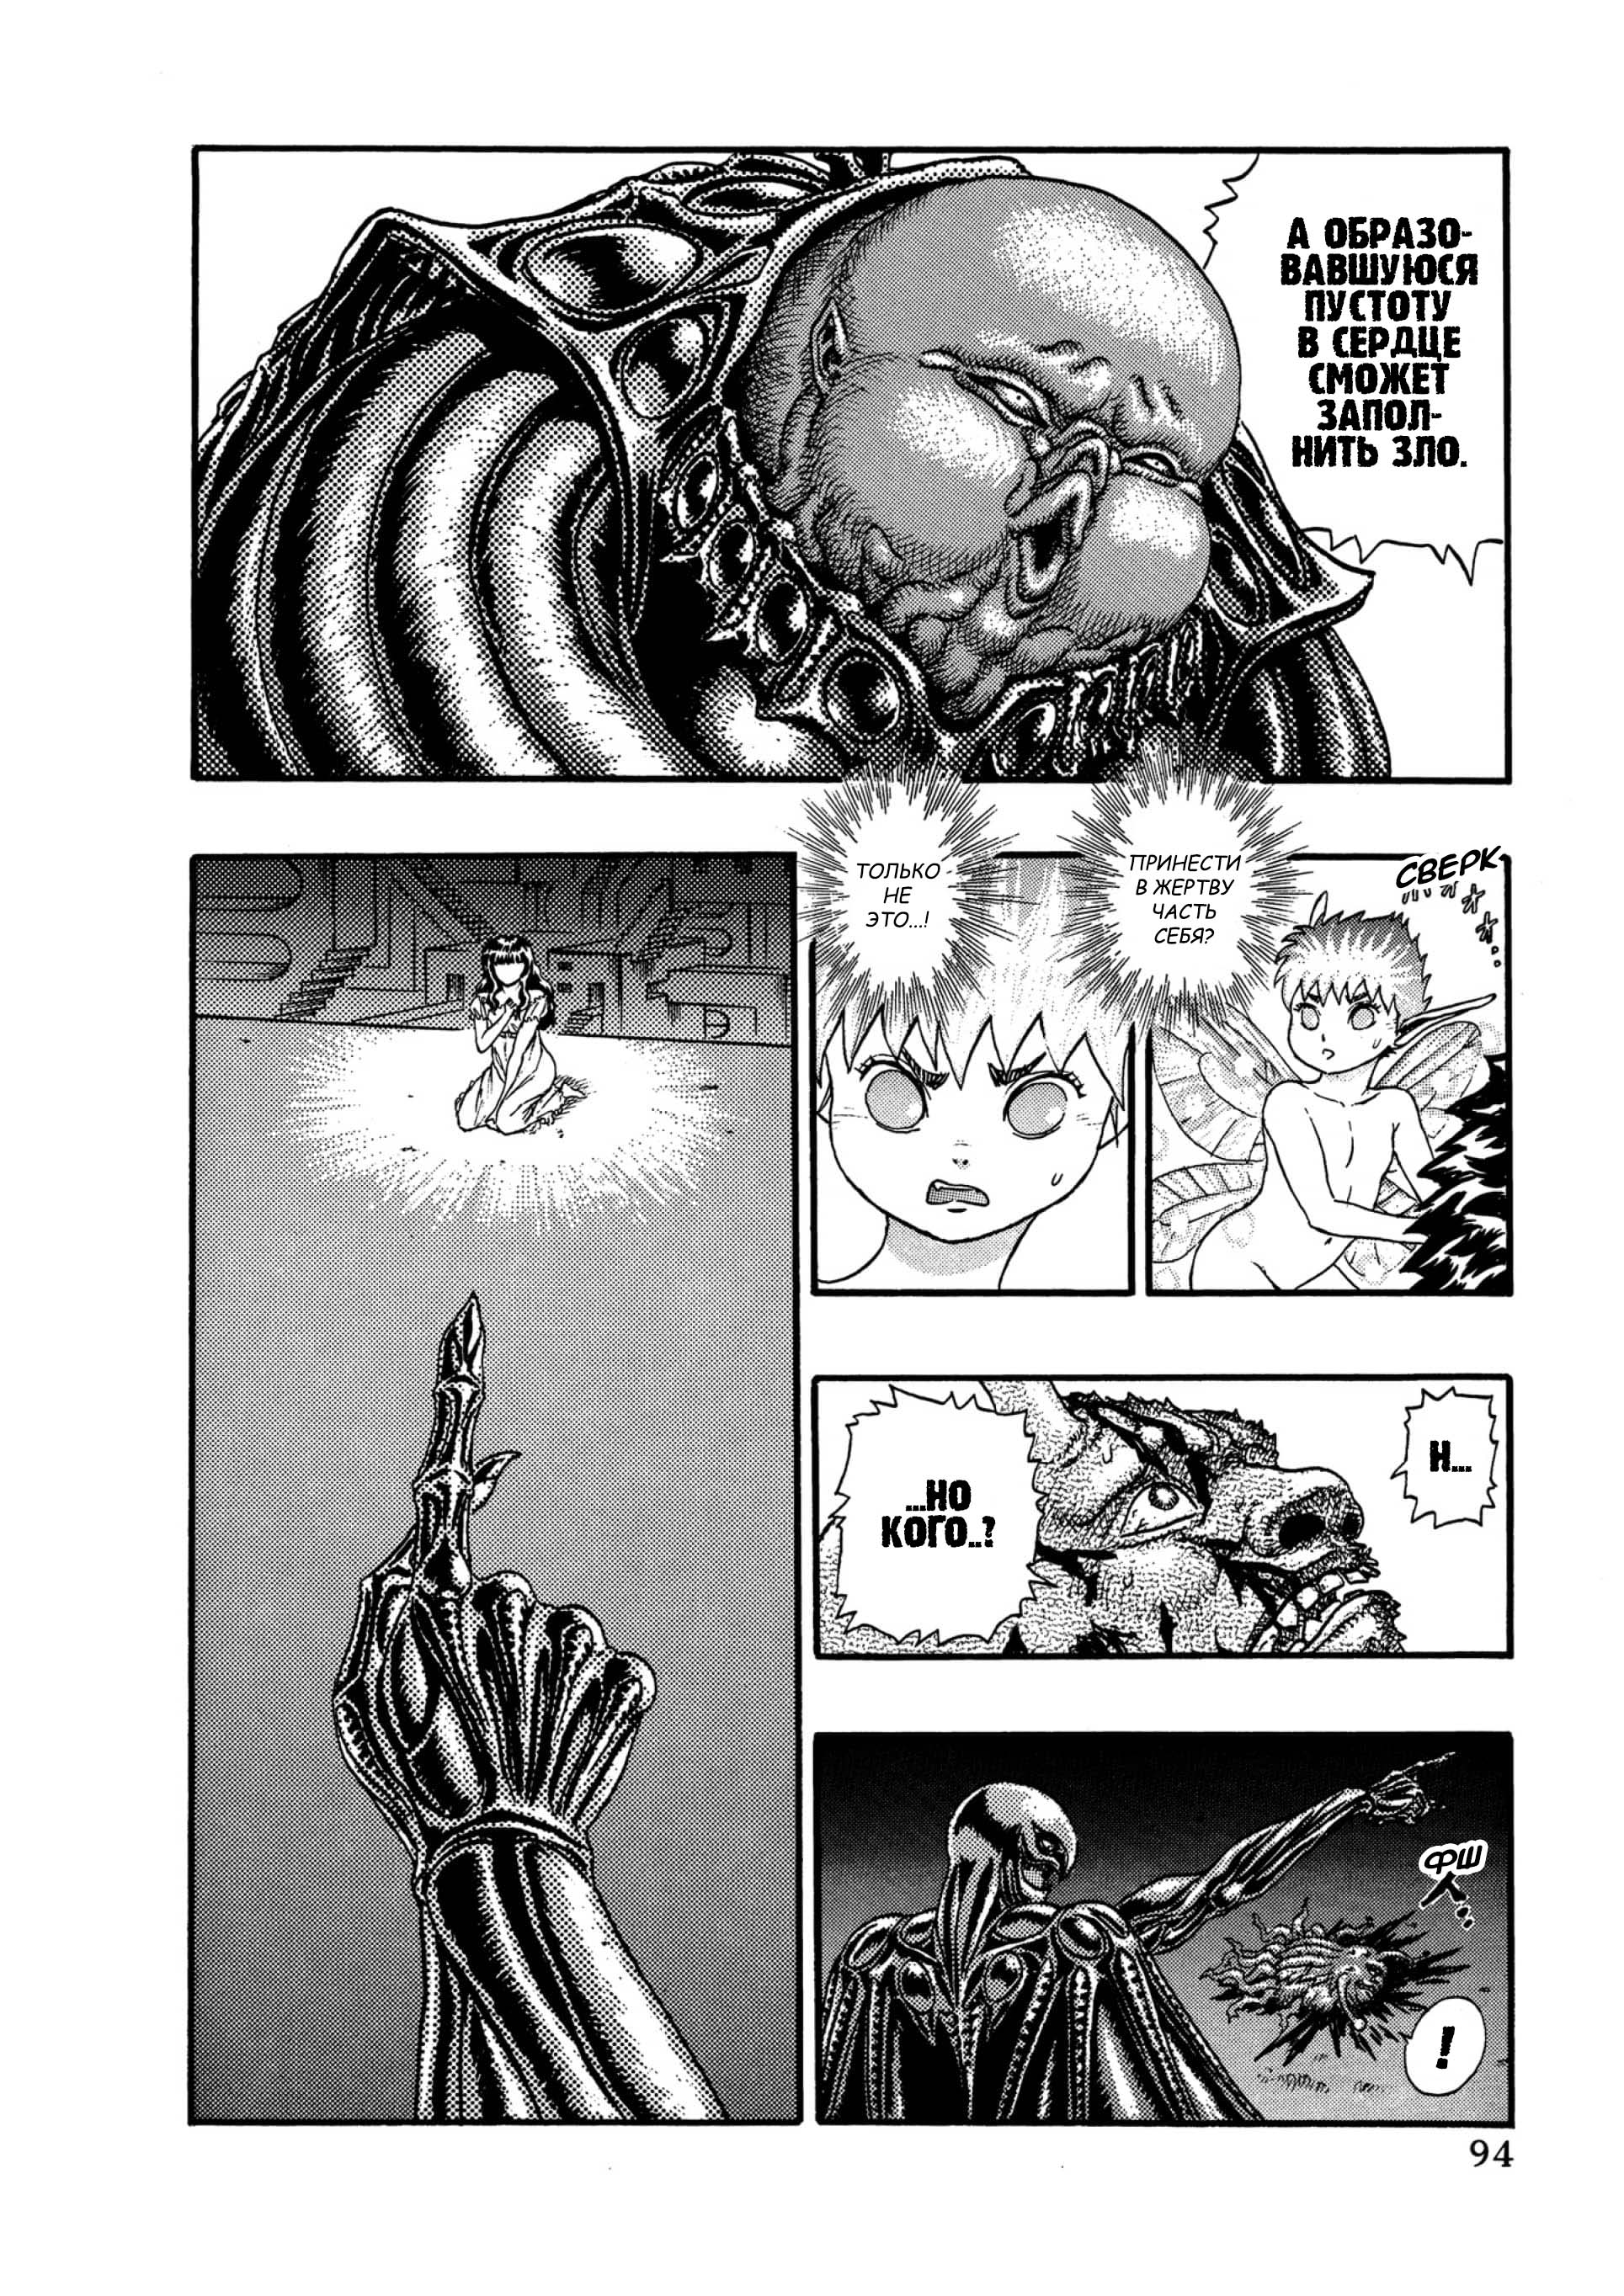 А ОБРАЗО-
ВАВШУЮСЯ
ПУСТОТУ
В СЕРДЦЕ
СМОЖЕТ
ЗАПОЛ-
НИТЬ ЗЛО.
СВЕРК
ПРИНЕСТИ
В ЖЕРТВУ
ЧАСТЬ
СЕБЯ?
ТОЛЬКО
НЕ
ЭТО...!
Н...
...НО
КОГО..?
ФШ
!
94